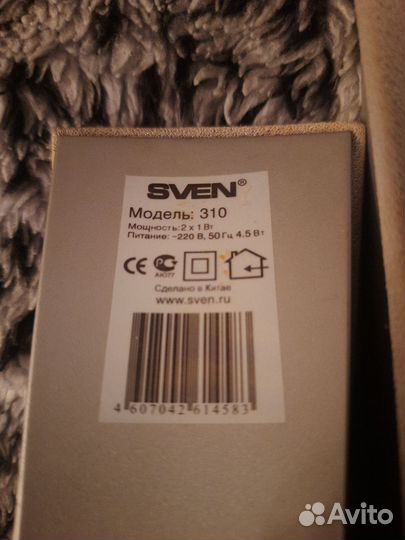 SVEN®
Модель: 310
Мощность: 2 x 1 Вт
Питание: ~220 В, 50 Гц 4.5 Вт
CE РС
АЮ77
Сделано в Китае
www.sven.ru
4 607042 614583
Avito